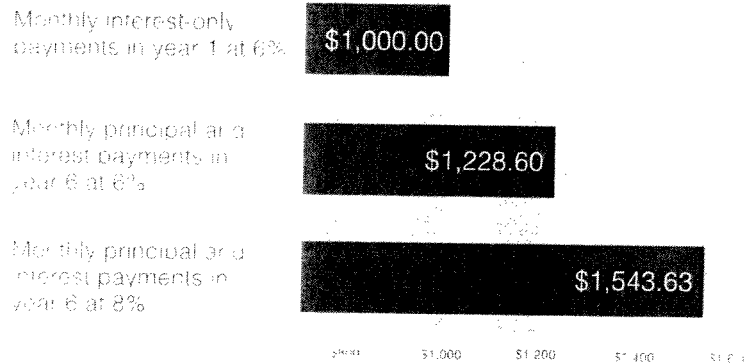 Monthly interest-only
payments in year 1 at 6%
$1,000.00
Monthly principal and
interest payments in
year 6 at 6%
$1,228.60
Monthly principal and
interest payments in
year 6 at 8%
$1,543.63
$1,000 $1,200 $1,400